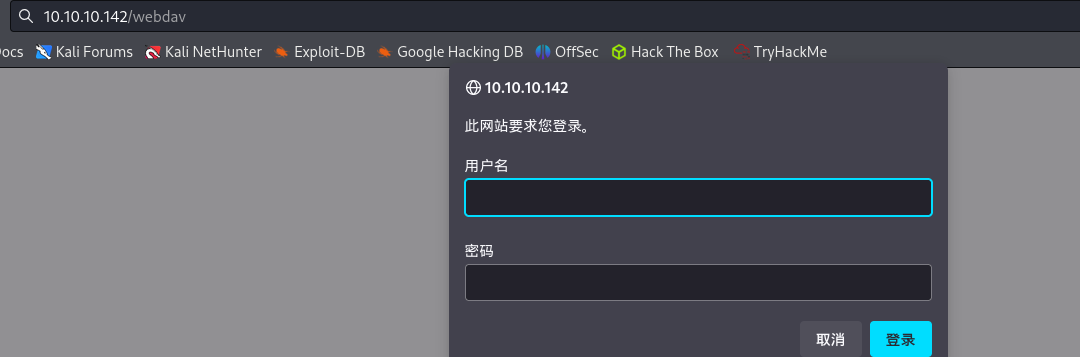 10.10.10.142/webdav
ocs Kali Forums Kali NetHunter Exploit-DB Google Hacking DB OffSec Hack The Box TryHackMe
10.10.10.142
此网站要求您登录。
用户名
密码
取消 登录